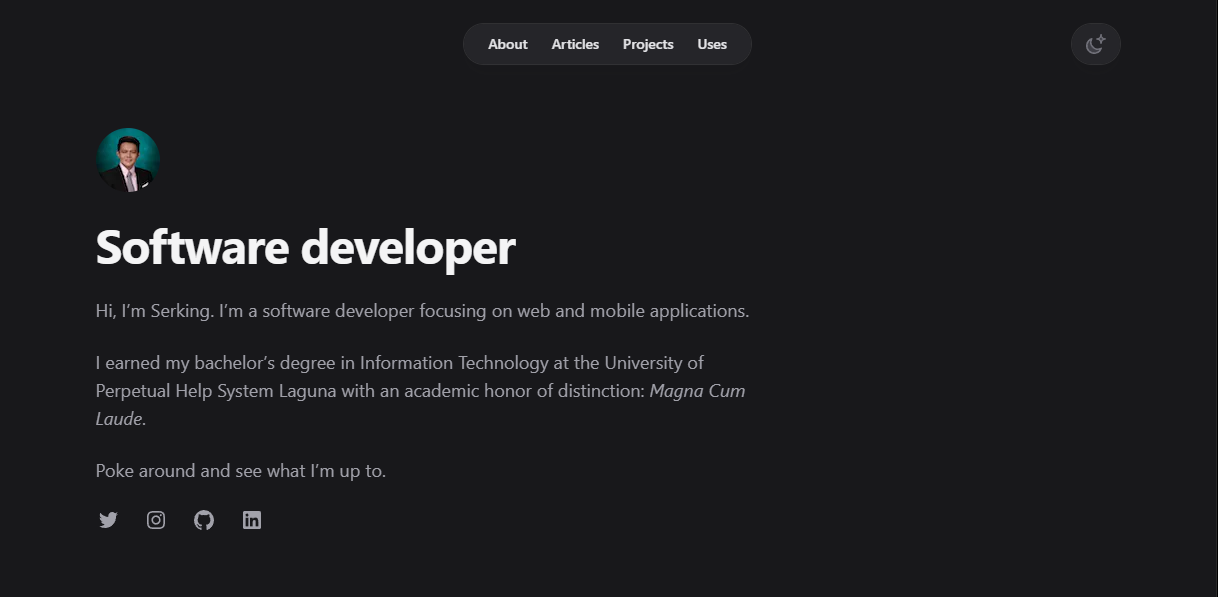 About Articles Projects Uses
Software developer
Hi, I’m Serking. I’m a software developer focusing on web and mobile applications.
I earned my bachelor’s degree in Information Technology at the University of
Perpetual Help System Laguna with an academic honor of distinction: Magna Cum
Laude.
Poke around and see what I’m up to.